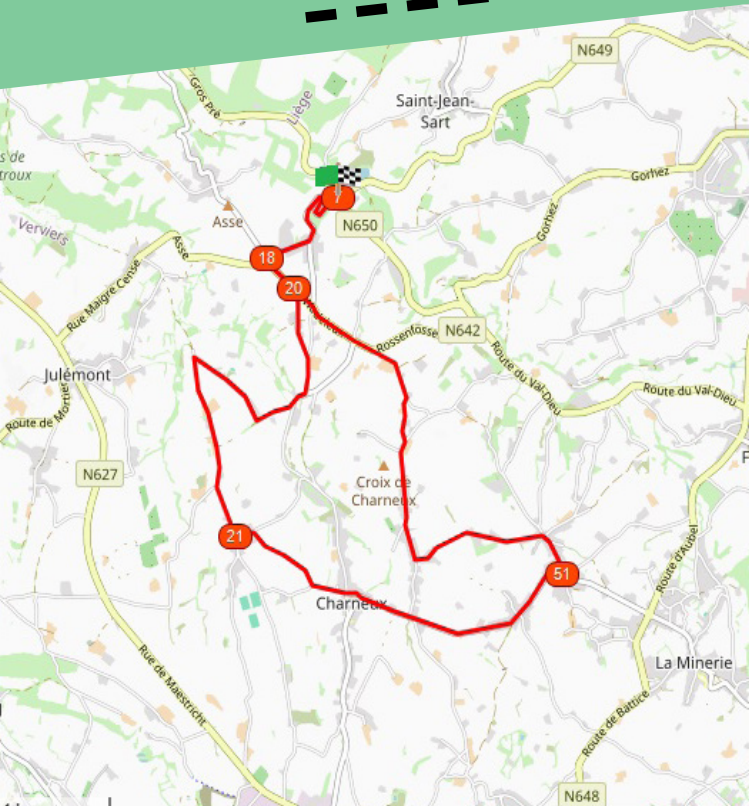 N649
Gros Pré
Liège
Saint-Jean-
Sart
s de
troux
Gorhez
Asse
N650
Gorhez
Verviers
Asse
18
20
Rue Maigre Cense
Rossenfosse
N642
Route du Val-Dieu
Julémont
Route du Val-Dieu
Route de Mortier
N627
Croix de
Charneux
21
Route d'Aubel
51
Charneux
La Minerie
Rue de Maestricht
Route de Battice
N648